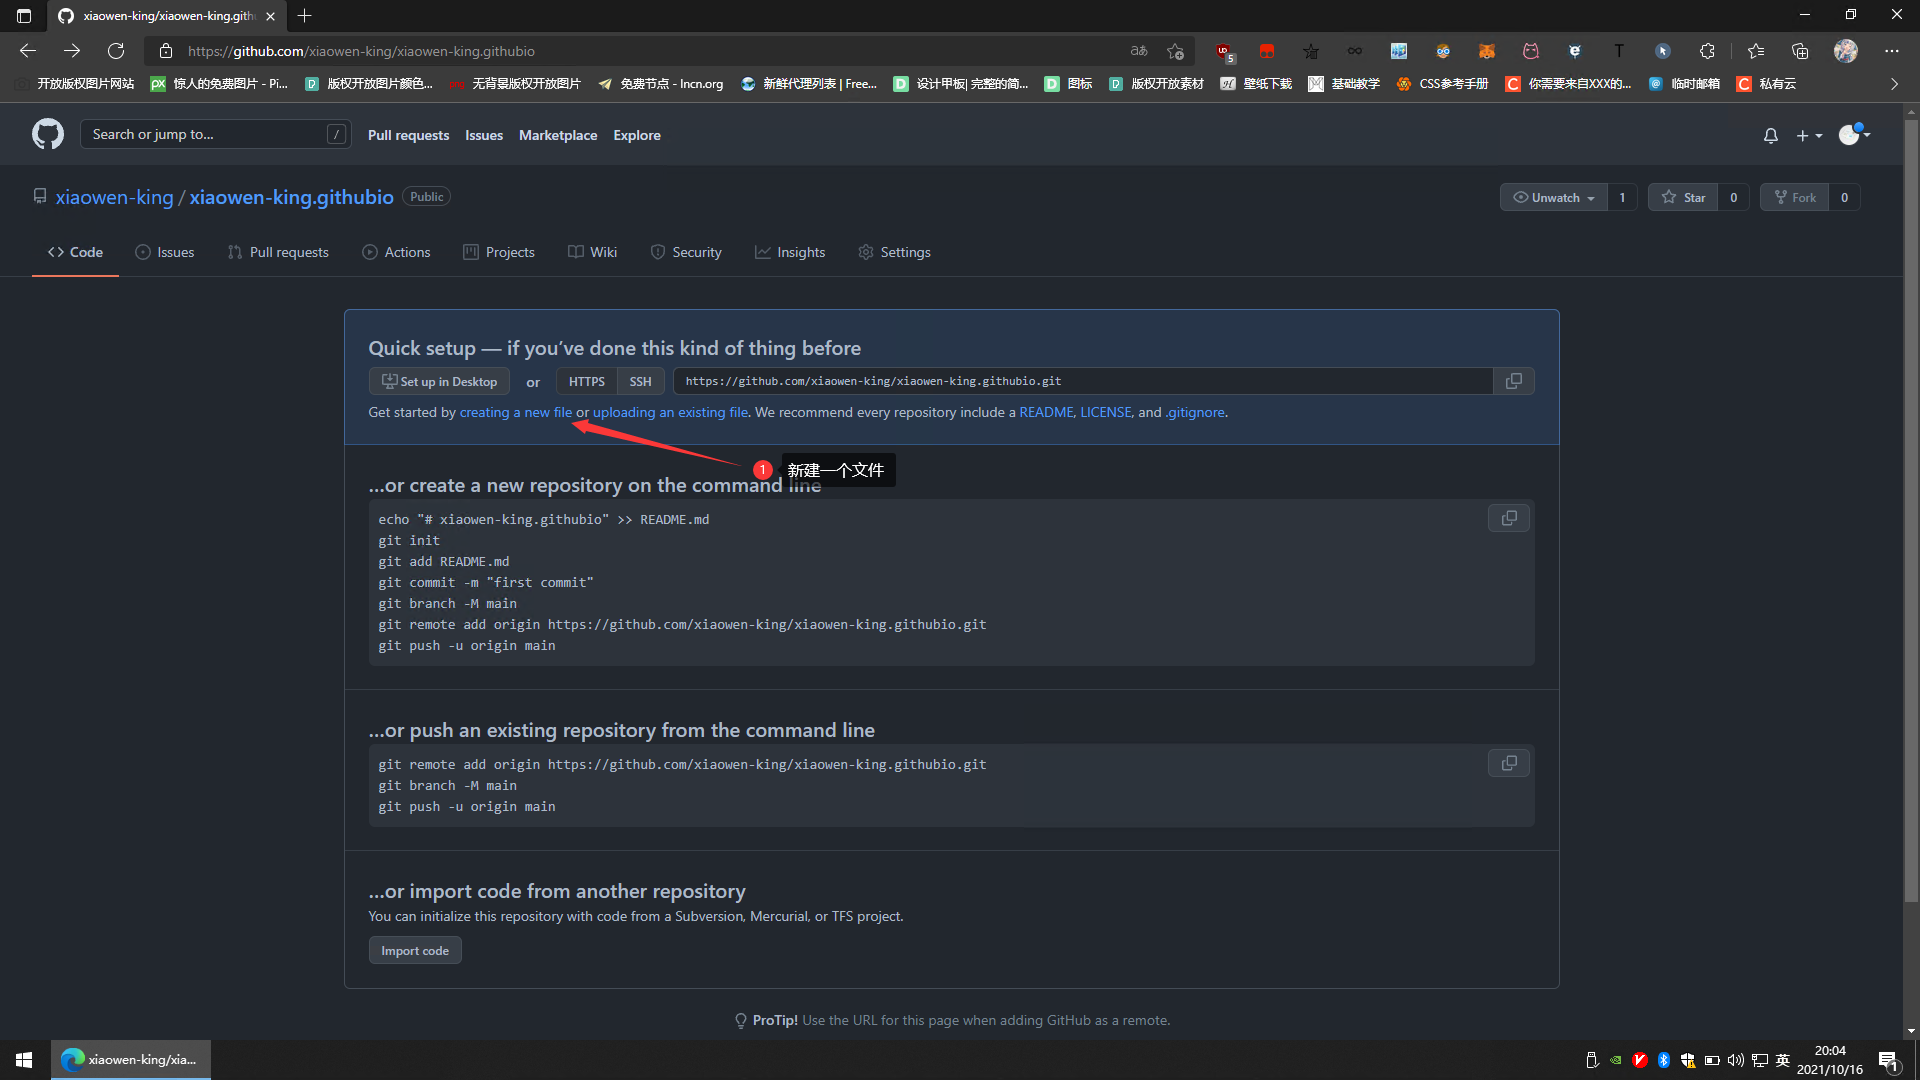 xiaowen-king/xiaowen-king.gith
https://github.com/xiaowen-king/xiaowen-king.githubio
开放版权图片网站
惊人的免费图片 - Pi...
版权开放图片颜色...
无背景版权开放图片
免费节点 - lncn.org
新鲜代理列表 | Free...
设计甲板| 完整的简...
图标
版权开放素材
壁纸下载
基础教学
CSS参考手册
你需要来自XXX的...
临时邮箱
私有云
Search or jump to...
/
Pull requests
Issues
Marketplace
Explore
xiaowen-king / xiaowen-king.githubio
Public
Unwatch
1
Star
0
Fork
0
Code
Issues
Pull requests
Actions
Projects
Wiki
Security
Insights
Settings
Quick setup — if you’ve done this kind of thing before
Set up in Desktop
or
HTTPS
SSH
https://github.com/xiaowen-king/xiaowen-king.githubio.git
Get started by creating a new file or uploading an existing file. We recommend every repository include a README, LICENSE, and .gitignore.
1
新建一个文件
…or create a new repository on the command line
echo "# xiaowen-king.githubio" >> README.md
git init
git add README.md
git commit -m "first commit"
git branch -M main
git remote add origin https://github.com/xiaowen-king/xiaowen-king.githubio.git
git push -u origin main
…or push an existing repository from the command line
git remote add origin https://github.com/xiaowen-king/xiaowen-king.githubio.git
git branch -M main
git push -u origin main
…or import code from another repository
You can initialize this repository with code from a Subversion, Mercurial, or TFS project.
Import code
ProTip! Use the URL for this page when adding GitHub as a remote.
xiaowen-king/xia...
英
20:04
2021/10/16
1